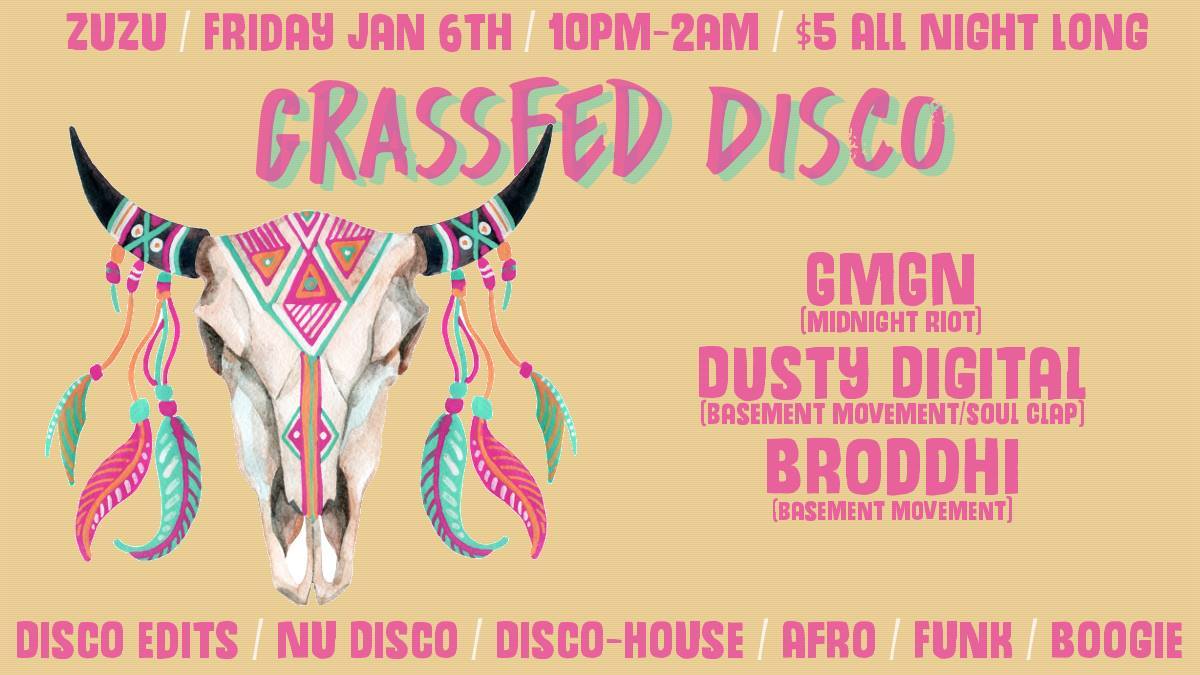 ZUZU / FRIDAY JAN 6TH / 10PM-2AM / $5 ALL NIGHT LONG
GRASSFED DISCO
GMGN
(MIDNIGHT RIOT)
DUSTY DIGITAL
(BASEMENT MOVEMENT/SOUL CLAP)
BRODDHI
(BASEMENT MOVEMENT)
DISCO EDITS / NU DISCO / DISCO-HOUSE / AFRO / FUNK / BOOGIE